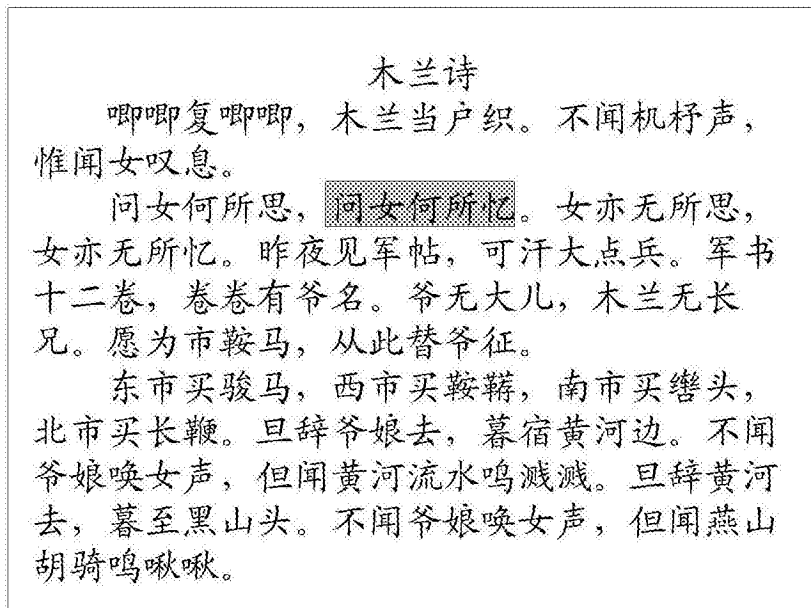 木兰诗
唧唧复唧唧，木兰当户织。不闻机杼声，
惟闻女叹息。
问女何所思，问女何所忆。女亦无所思，
女亦无所忆。昨夜见军帖，可汗大点兵。军书
十二卷，卷卷有爷名。爷无大儿，木兰无长
兄。愿为市鞍马，从此替爷征。
东市买骏马，西市买鞍鞯，南市买辔头，
北市买长鞭。旦辞爷娘去，暮宿黄河边。不闻
爷娘唤女声，但闻黄河流水鸣溅溅。旦辞黄河
去，暮至黑山头。不闻爷娘唤女声，但闻燕山
胡骑鸣啾啾。